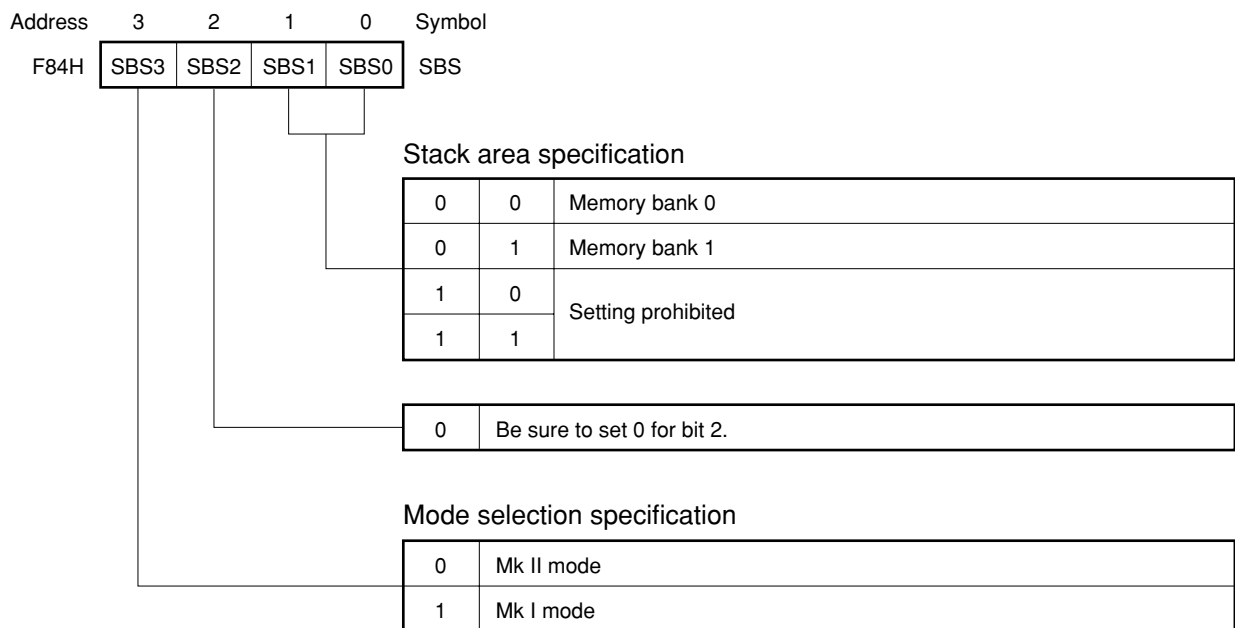 Address 3 2 1 0 Symbol
F84H SBS3 SBS2 SBS1 SBS0 SBS
Stack area specification
0 0 Memory bank 0
0 1 Memory bank 1
1 0 Setting prohibited
1 1
0 Be sure to set 0 for bit 2.
Mode selection specification
0 Mk II mode
1 Mk I mode